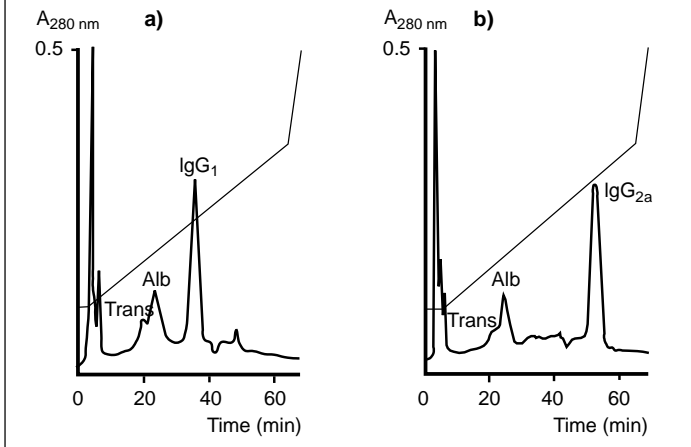 A280 nm
a)
0.5
IgG1
Alb
Trans
0 20 40 60
Time (min)
A280 nm
b)
0.5
IgG2a
Alb
Trans
0 20 40 60
Time (min)